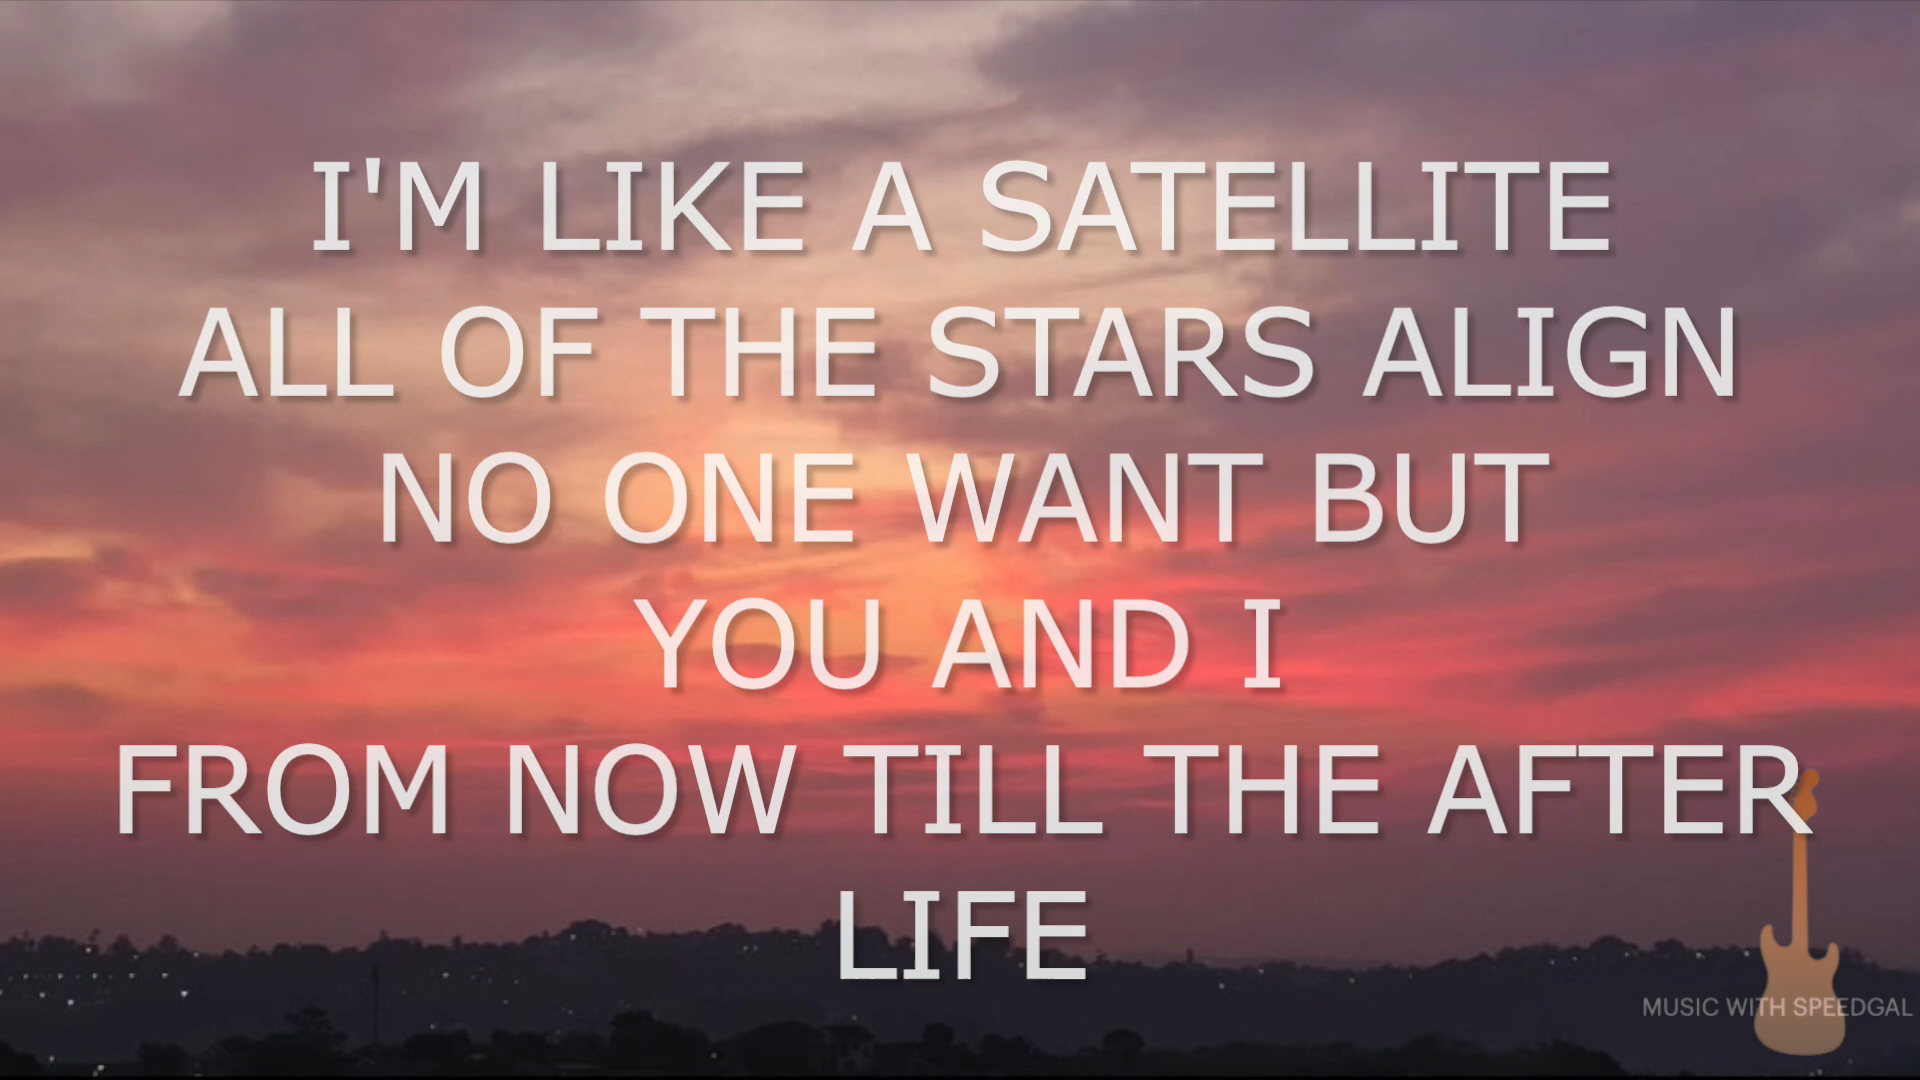 I'M LIKE A SATELLITE
ALL OF THE STARS ALIGN
NO ONE WANT BUT
YOU AND I
FROM NOW TILL THE AFTER
LIFE
MUSIC WITH SPEEDGAL